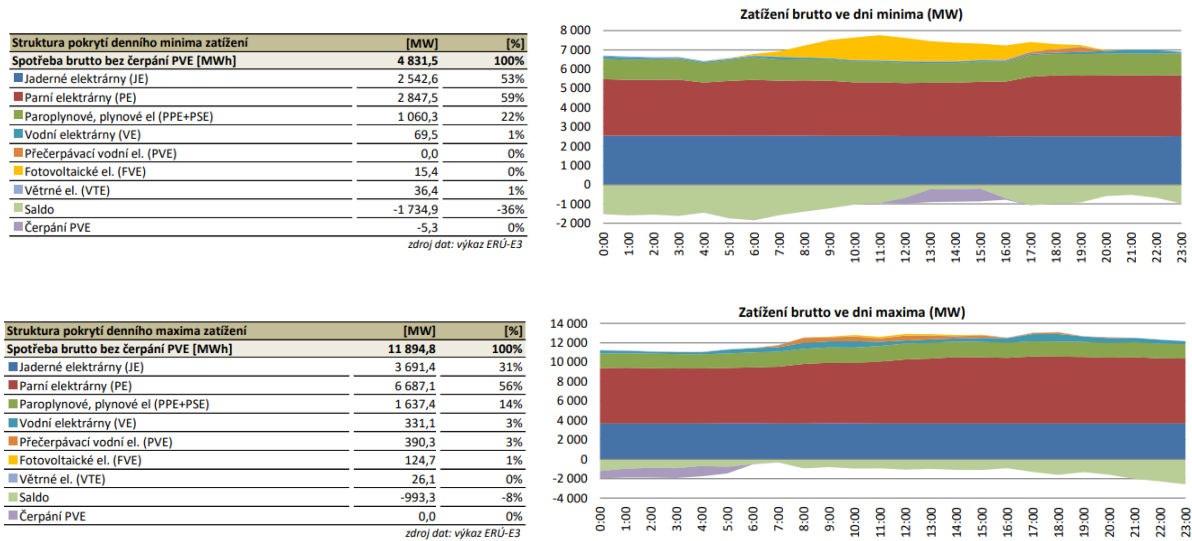 Struktura pokrytí denního minima zatížení [MW] [%]
Spotřeba brutto bez čerpání PVE [MWh] 4 831,5 100%
Jaderné elektrárny (JE) 2 542,6 53%
Parní elektrárny (PE) 2 847,5 59%
Paroplynové, plynové el (PPE+PSE) 1 060,3 22%
Vodní elektrárny (VE) 69,5 1%
Přečerpávací vodní el. (PVE) 0,0 0%
Fotovoltaické el. (FVE) 15,4 0%
Větrné el. (VTE) 36,4 1%
Saldo -1 734,9 -36%
Čerpání PVE -5,3 0%
zdroj dat: výkaz ERÚ-E3
Zatížení brutto ve dni minima (MW)
8 000
7 000
6 000
5 000
4 000
3 000
2 000
1 000
0
-1 000
-2 000
0:00 1:00 2:00 3:00 4:00 5:00 6:00 7:00 8:00 9:00 10:00 11:00 12:00 13:00 14:00 15:00 16:00 17:00 18:00 19:00 20:00 21:00 22:00 23:00
Struktura pokrytí denního maxima zatížení [MW] [%]
Spotřeba brutto bez čerpání PVE [MWh] 11 894,8 100%
Jaderné elektrárny (JE) 3 691,4 31%
Parní elektrárny (PE) 6 687,1 56%
Paroplynové, plynové el (PPE+PSE) 1 637,4 14%
Vodní elektrárny (VE) 331,1 3%
Přečerpávací vodní el. (PVE) 390,3 3%
Fotovoltaické el. (FVE) 124,7 1%
Větrné el. (VTE) 26,1 0%
Saldo -993,3 -8%
Čerpání PVE 0,0 0%
zdroj dat: výkaz ERÚ-E3
Zatížení brutto ve dni maxima (MW)
14 000
12 000
10 000
8 000
6 000
4 000
2 000
0
-2 000
-4 000
0:00 1:00 2:00 3:00 4:00 5:00 6:00 7:00 8:00 9:00 10:00 11:00 12:00 13:00 14:00 15:00 16:00 17:00 18:00 19:00 20:00 21:00 22:00 23:00